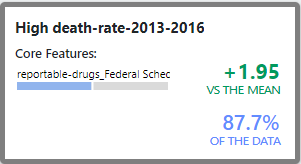 High death-rate-2013-2016
Core Features:
reportable-drugs_Federal Schec
+1.95
VS THE MEAN
87.7%
OF THE DATA